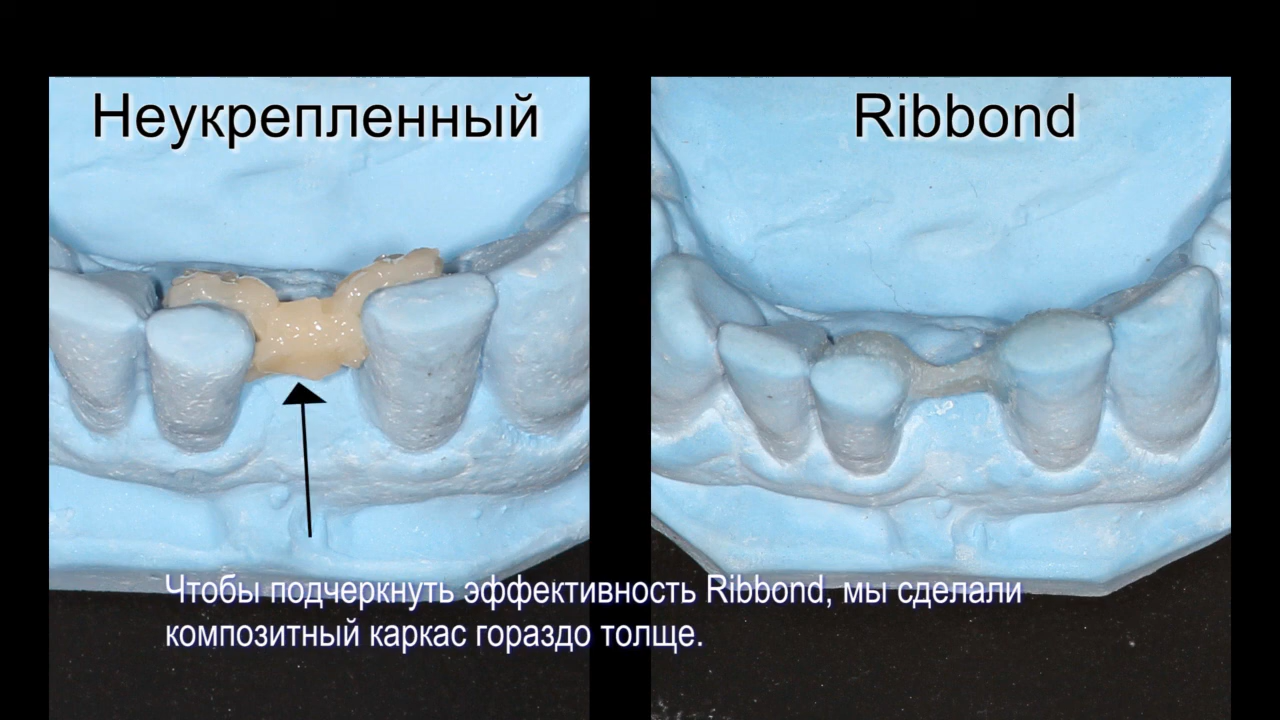 Неукрепленный
Ribbond
Чтобы подчеркнуть эффективность Ribbond, мы сделали
композитный каркас гораздо толще.